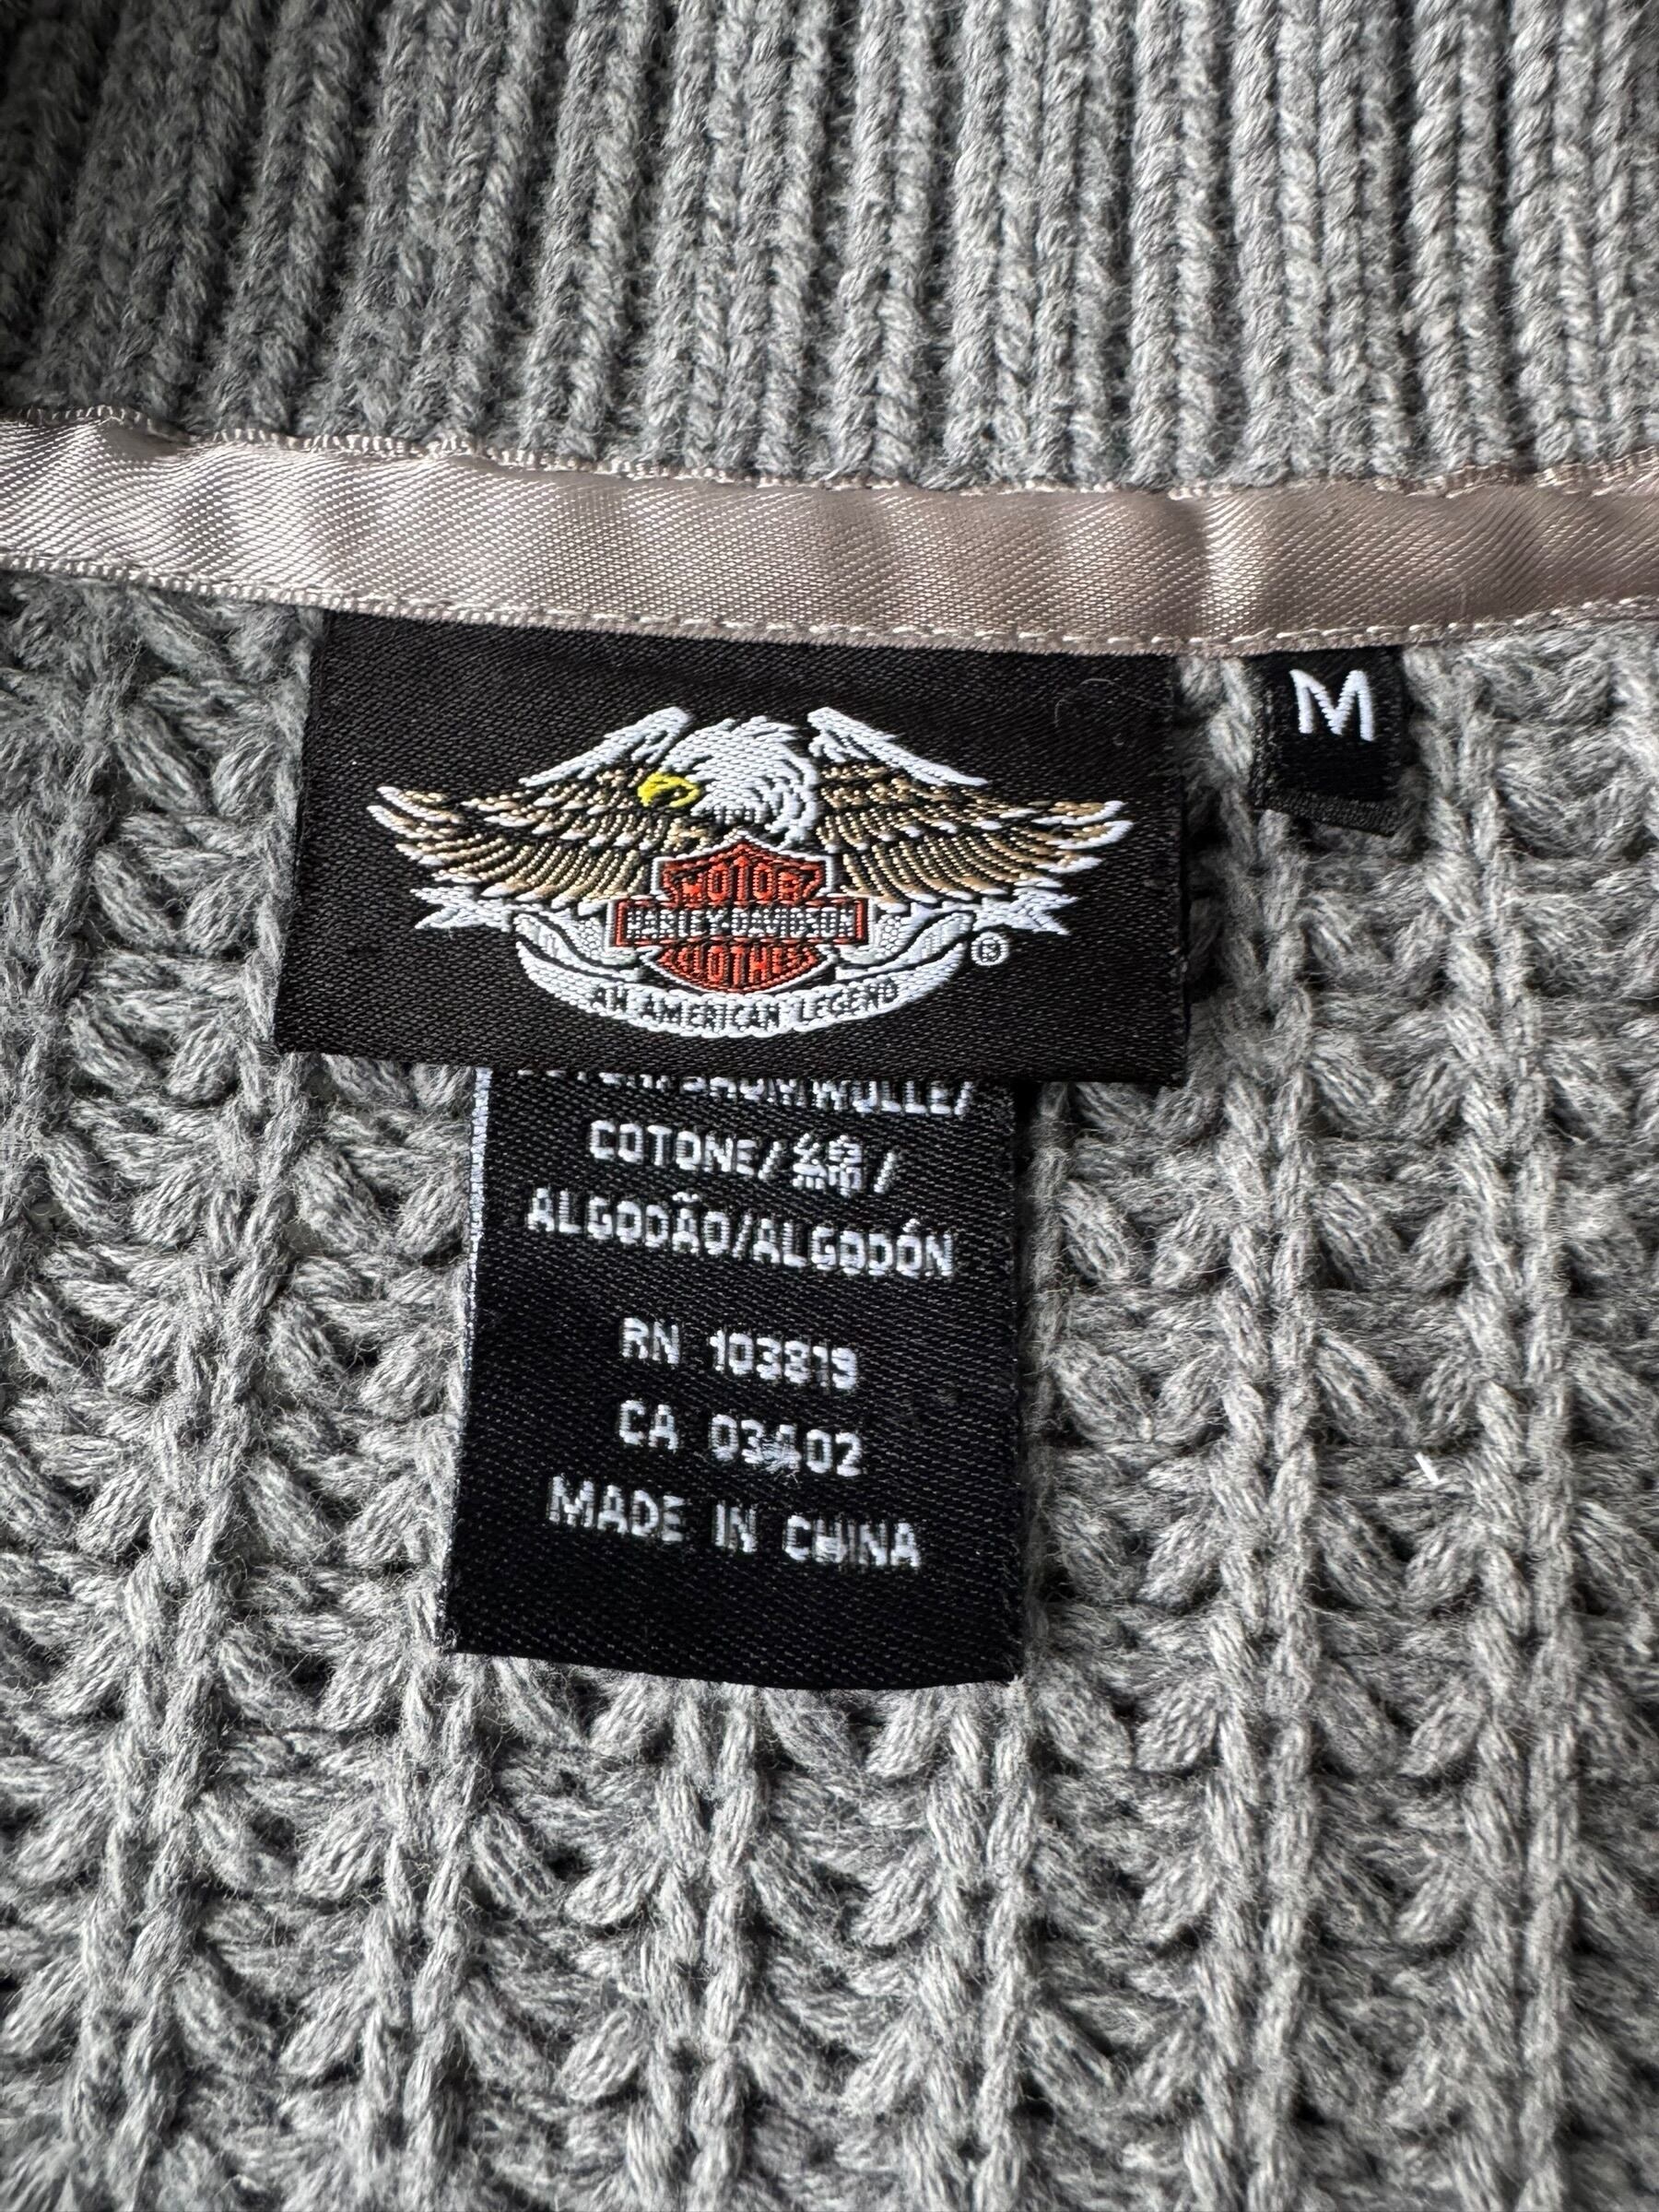 M
MOTOR
HARLEY-DAVIDSON
CLOTHES
®
AN AMERICAN LEGEND
COTONE/綿/
ALGODÃO/ALGODÓN
RN 103819
CA 03402
MADE IN CHINA